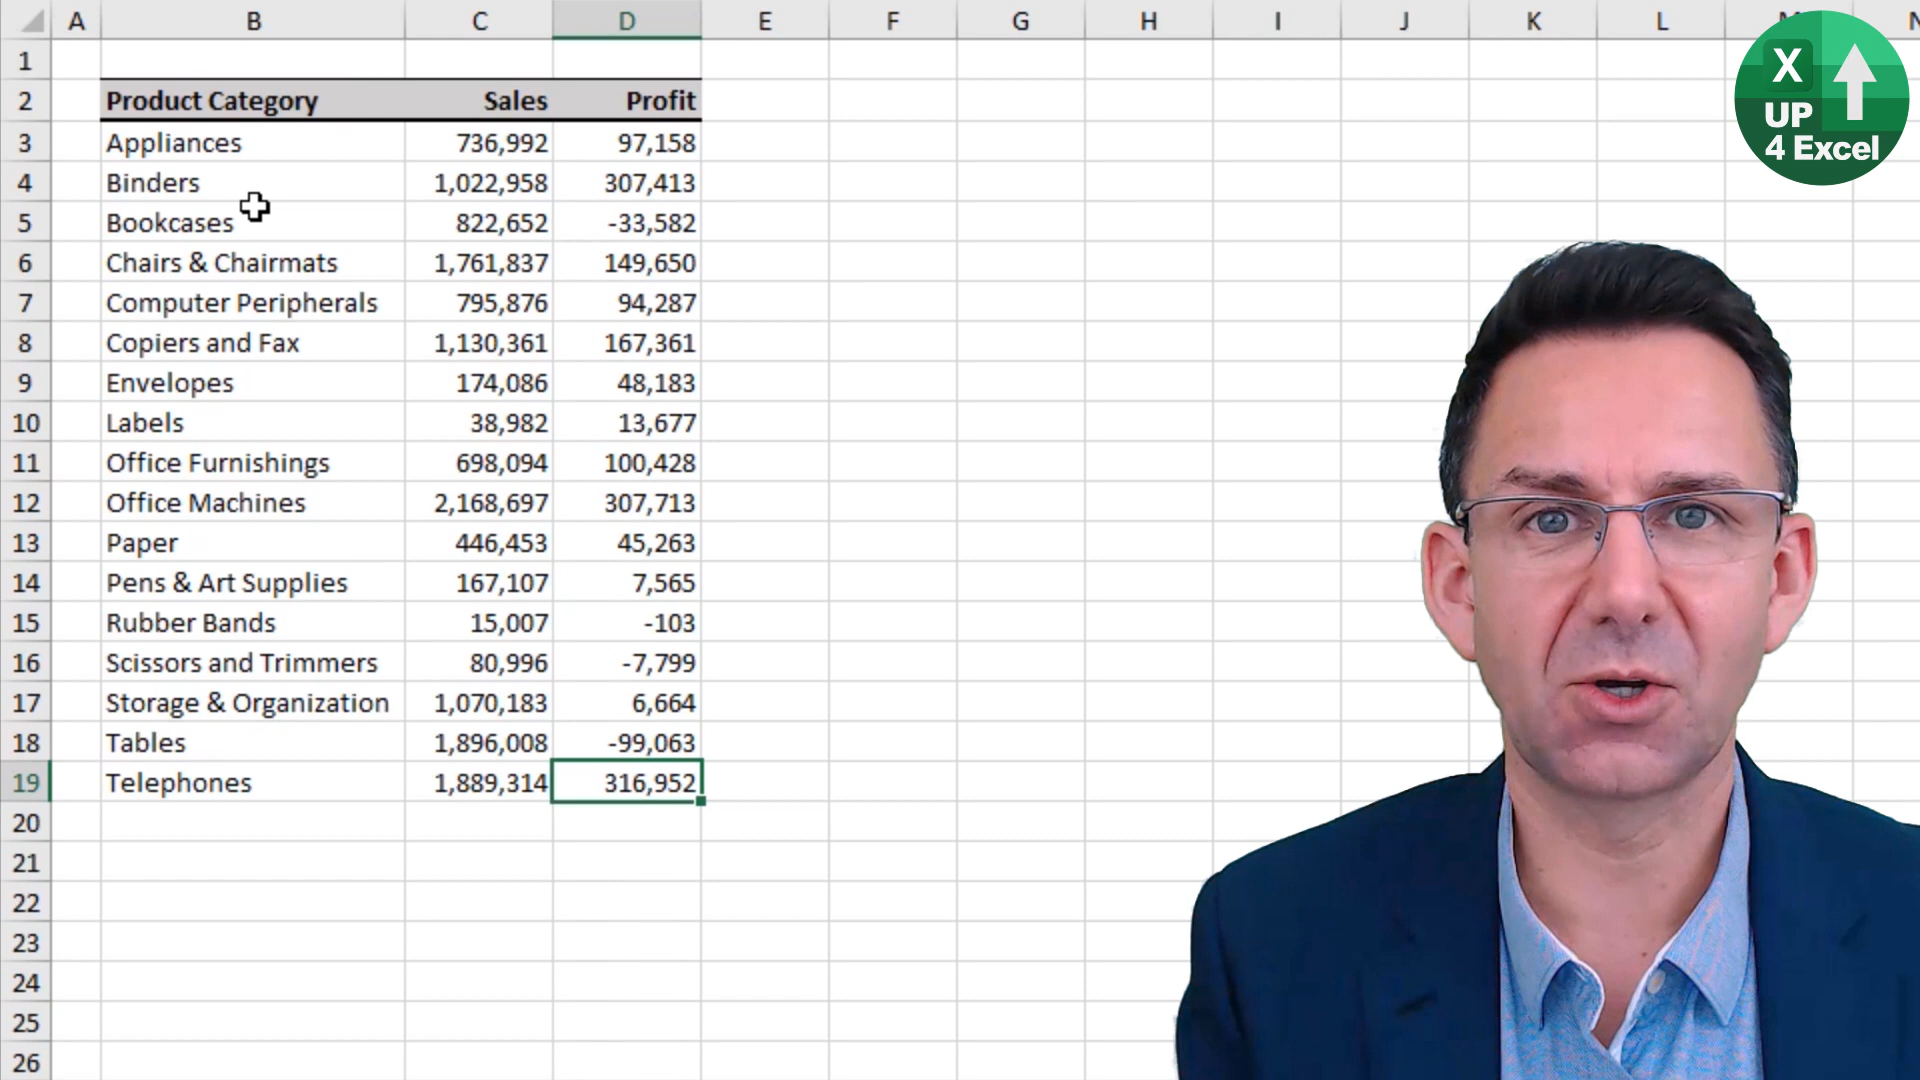 A B C D E F G H I J K L
1
2 Product Category Sales Profit
3 Appliances 736,992 97,158
4 Binders 1,022,958 307,413
5 Bookcases 822,652 -33,582
6 Chairs & Chairmats 1,761,837 149,650
7 Computer Peripherals 795,876 94,287
8 Copiers and Fax 1,130,361 167,361
9 Envelopes 174,086 48,183
10 Labels 38,982 13,677
11 Office Furnishings 698,094 100,428
12 Office Machines 2,168,697 307,713
13 Paper 446,453 45,263
14 Pens & Art Supplies 167,107 7,565
15 Rubber Bands 15,007 -103
16 Scissors and Trimmers 80,996 -7,799
17 Storage & Organization 1,070,183 6,664
18 Tables 1,896,008 -99,063
19 Telephones 1,889,314 316,952
20
21
22
23
24
25
26
X
UP
4 Excel